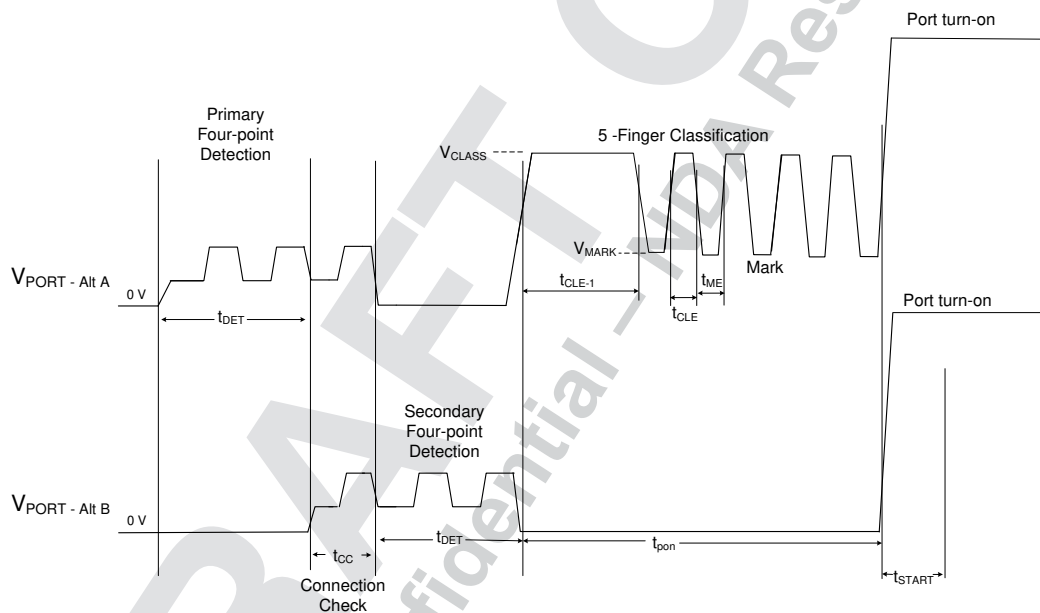 Port turn-on
Primary
Four-point
Detection
5 -Finger Classification
VCLASS
VMARK
Mark
VPORT - Alt A
0 V
tDET
tCLE-1
tCLE
tME
Port turn-on
Secondary
Four-point
Detection
VPORT - Alt B
0 V
tCC
tDET
tpon
tSTART
Connection
Check